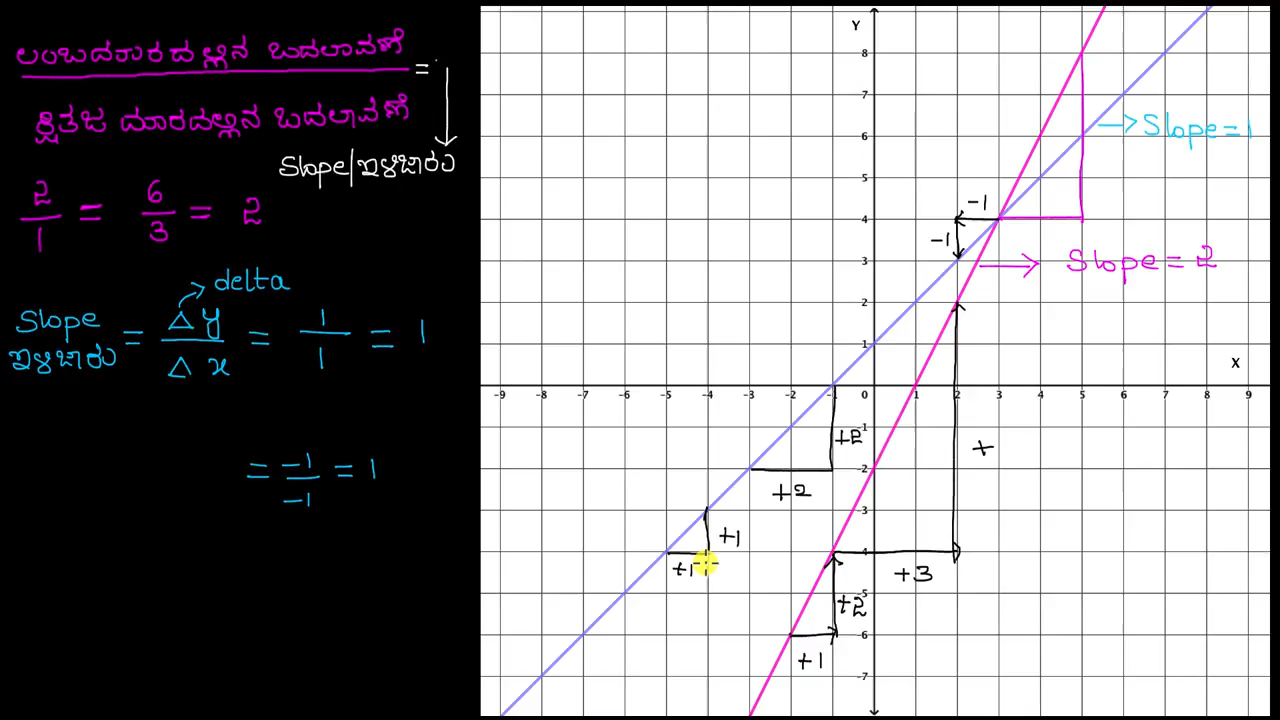 ಲಂಬದಾರದಲ್ಲಿನ ಬದಲಾವಣೆ =
ಕ್ಷಿತಿಜ ದೂರದಲ್ಲಿನ ಬದಲಾವಣೆ
Slope/ಇಳಿಜಾರು
2/1 = 6/3 = 2
delta
Slope ಇಳಿಜಾರು = Δy/Δx = 1/1 = 1
= -1/-1 = 1
Y
X
-9 -8 -7 -6 -5 -4 -3 -2 -1 0 1 2 3 4 5 6 7 8 9
8
7
6
5
4
3
2
1
-1
-2
-3
-4
-5
-6
-7
Slope = 1
Slope = 2
-1
-1
+2
+2
+1
+1
+
+3
+2
+1